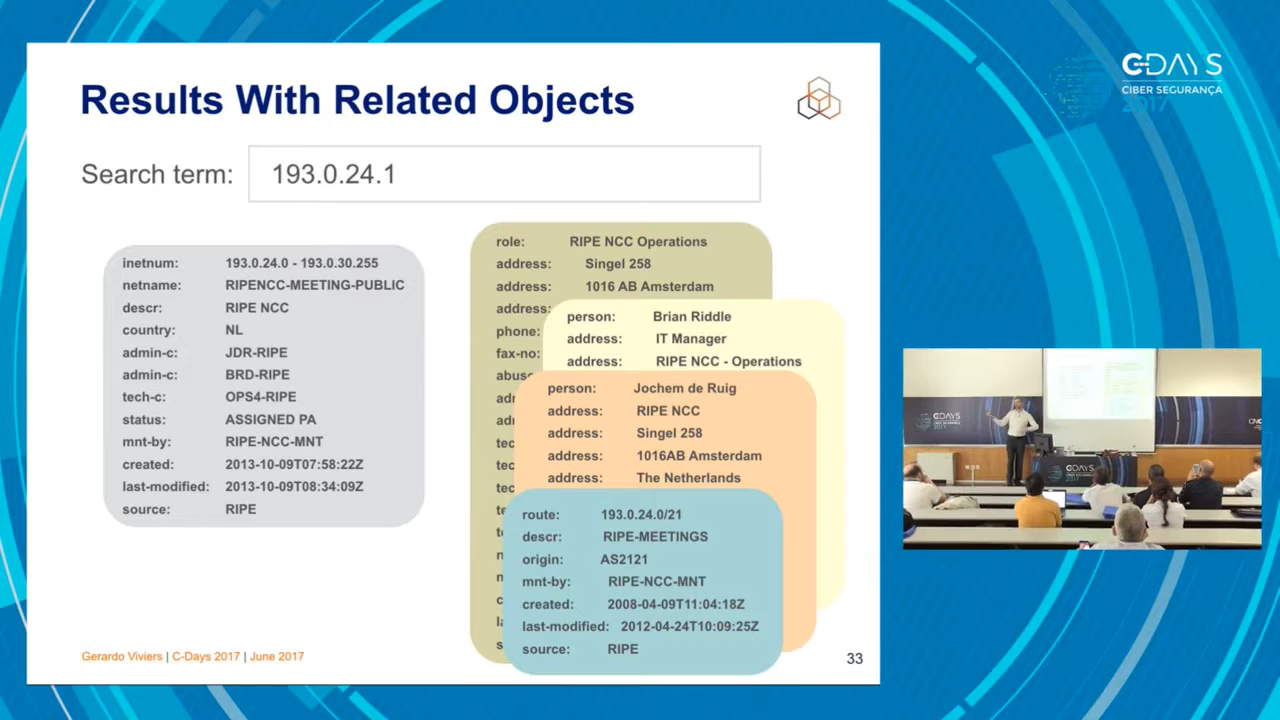 Results With Related Objects
Search term: 193.0.24.1
inetnum: 193.0.24.0 - 193.0.30.255
netname: RIPENCC-MEETING-PUBLIC
descr: RIPE NCC
country: NL
admin-c: JDR-RIPE
admin-c: BRD-RIPE
tech-c: OPS4-RIPE
status: ASSIGNED PA
mnt-by: RIPE-NCC-MNT
created: 2013-10-09T07:58:22Z
last-modified: 2013-10-09T08:34:09Z
source: RIPE
role: RIPE NCC Operations
address: Singel 258
address: 1016 AB Amsterdam
address:
phone:
fax-no:
person: Brian Riddle
address: IT Manager
address: RIPE NCC - Operations
person: Jochem de Ruig
address: RIPE NCC
address: Singel 258
address: 1016AB Amsterdam
address: The Netherlands
route: 193.0.24.0/21
descr: RIPE-MEETINGS
origin: AS2121
mnt-by: RIPE-NCC-MNT
created: 2008-04-09T11:04:18Z
last-modified: 2012-04-24T10:09:25Z
source: RIPE
Gerardo Viviers | C-Days 2017 | June 2017
33
C-DAYS
CIBER SEGURANÇA
2017
C-DAYS
2017
C-DAYS